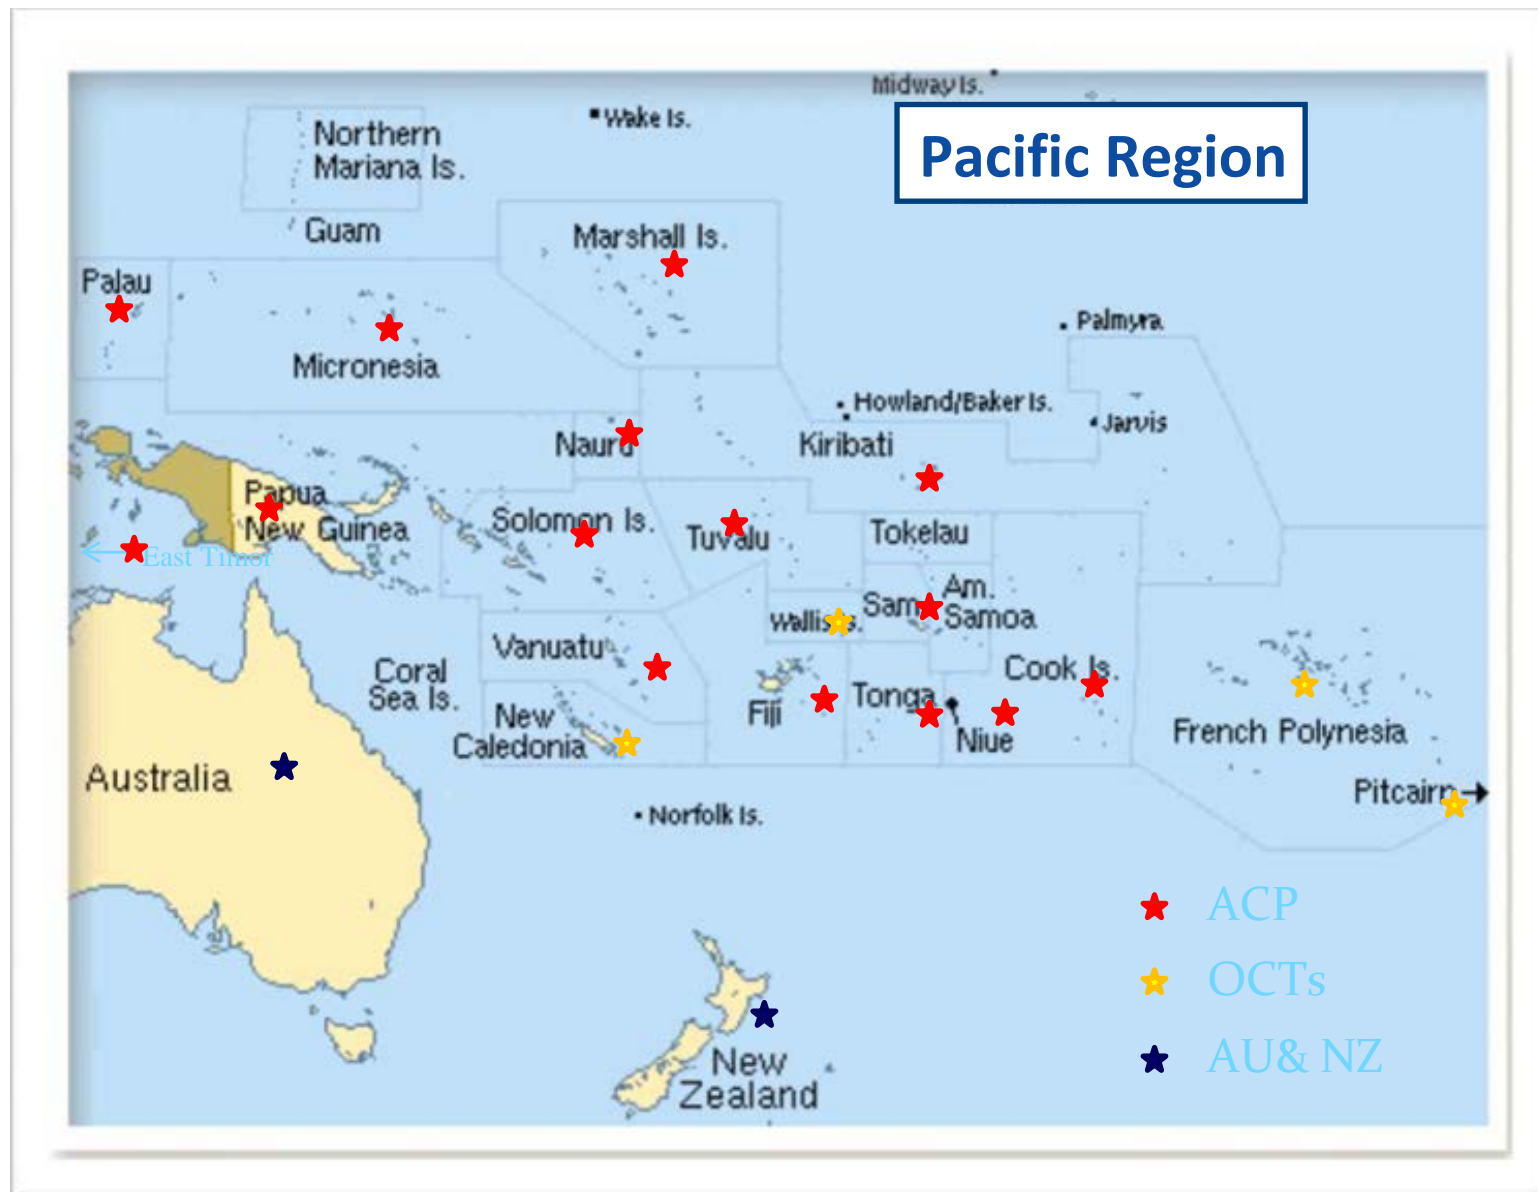 Midway Is.
Wake Is.
Pacific Region
Northern
Mariana Is.
Guam
Marshall Is.
Palau
Palmyra
Micronesia
Howland/Baker Is.
Jarvis
Nauru
Kiribati
Papua
New Guinea
Solomon Is.
Tuvalu
Tokelau
East Timor
Am.
Samoa
Wallis Is.
Vanuatu
Coral
Sea Is.
Cook Is.
Tonga
Fiji
New
Caledonia
Niue
French Polynesia
Australia
Pitcairn
Norfolk Is.
ACP
OCTs
AU& NZ
New
Zealand